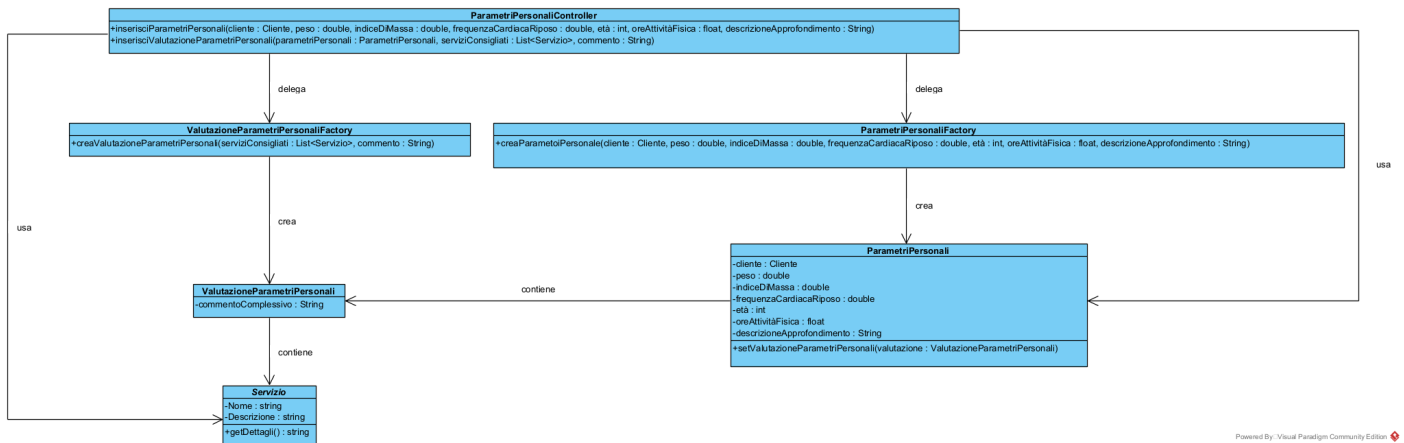 ParametriPersonaliController
+inserisciParametriPersonali(cliente : Cliente, peso : double, indiceDiMassa : double, frequenzaCardiacaRiposo : double, età : int, oreAttivitàFisica : float, descrizioneApprofondimento : String)
+inserisciValutazioneParametriPersonali(parametriPersonali : ParametriPersonali, serviziConsigliati : List<Servizio>, commento : String)
delega
delega
ValutazioneParametriPersonaliFactory
+creaValutazioneParametriPersonali(serviziConsigliati : List<Servizio>, commento : String)
ParametriPersonaliFactory
+creaParametoiPersonale(cliente : Cliente, peso : double, indiceDiMassa : double, frequenzaCardiacaRiposo : double, età : int, oreAttivitàFisica : float, descrizioneApprofondimento : String)
usa
crea
crea
usa
ParametriPersonali
-cliente : Cliente
-peso : double
-indiceDiMassa : double
-frequenzaCardiacaRiposo : double
-età : int
-oreAttivitàFisica : float
-descrizioneApprofondimento : String
+setValutazioneParametriPersonali(valutazione : ValutazioneParametriPersonali)
ValutazioneParametriPersonali
-commentoComplessivo : String
contiene
contiene
Servizio
-Nome : string
-Descrizione : string
+getDettagli() : string
Powered By: Visual Paradigm Community Edition